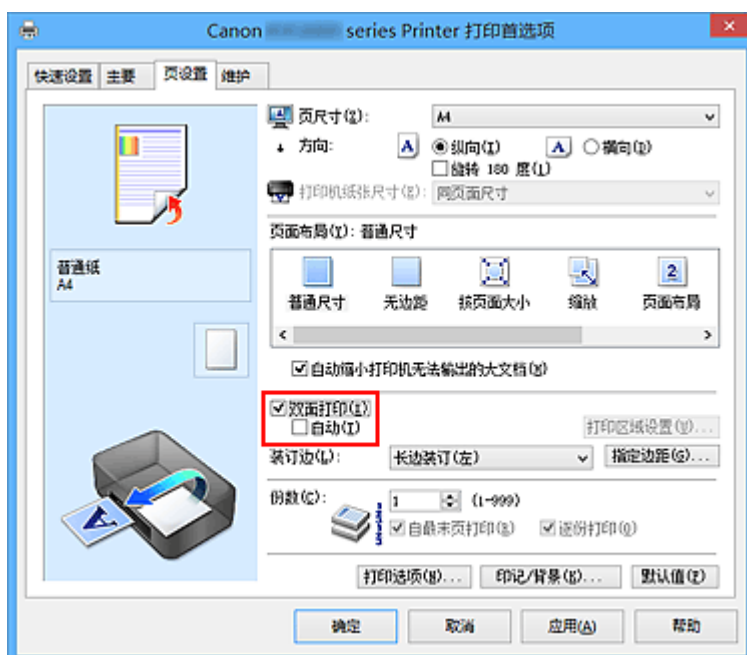 Canon series Printer 打印首选项
快速设置 主要 页设置 维护
页尺寸(Z): A4
方向: A 纵向(I) A 横向(D)
旋转 180 度(L)
打印机纸张尺寸(E): 同页面尺寸
页面布局(Y): 普通尺寸
普通纸
A4
普通尺寸 无边距 按页面大小 缩放 2 页面布局
自动缩小打印机无法输出的大文档(M)
双面打印(X)
自动(T) 打印区域设置(U)...
装订边(L): 长边装订(左) 指定边距(G)...
份数(C): 1 (1-999)
自最末页打印(R) 逐份打印(O)
A
打印选项(N)... 印记/背景(K)... 默认值(F)
确定 取消 应用(A) 帮助